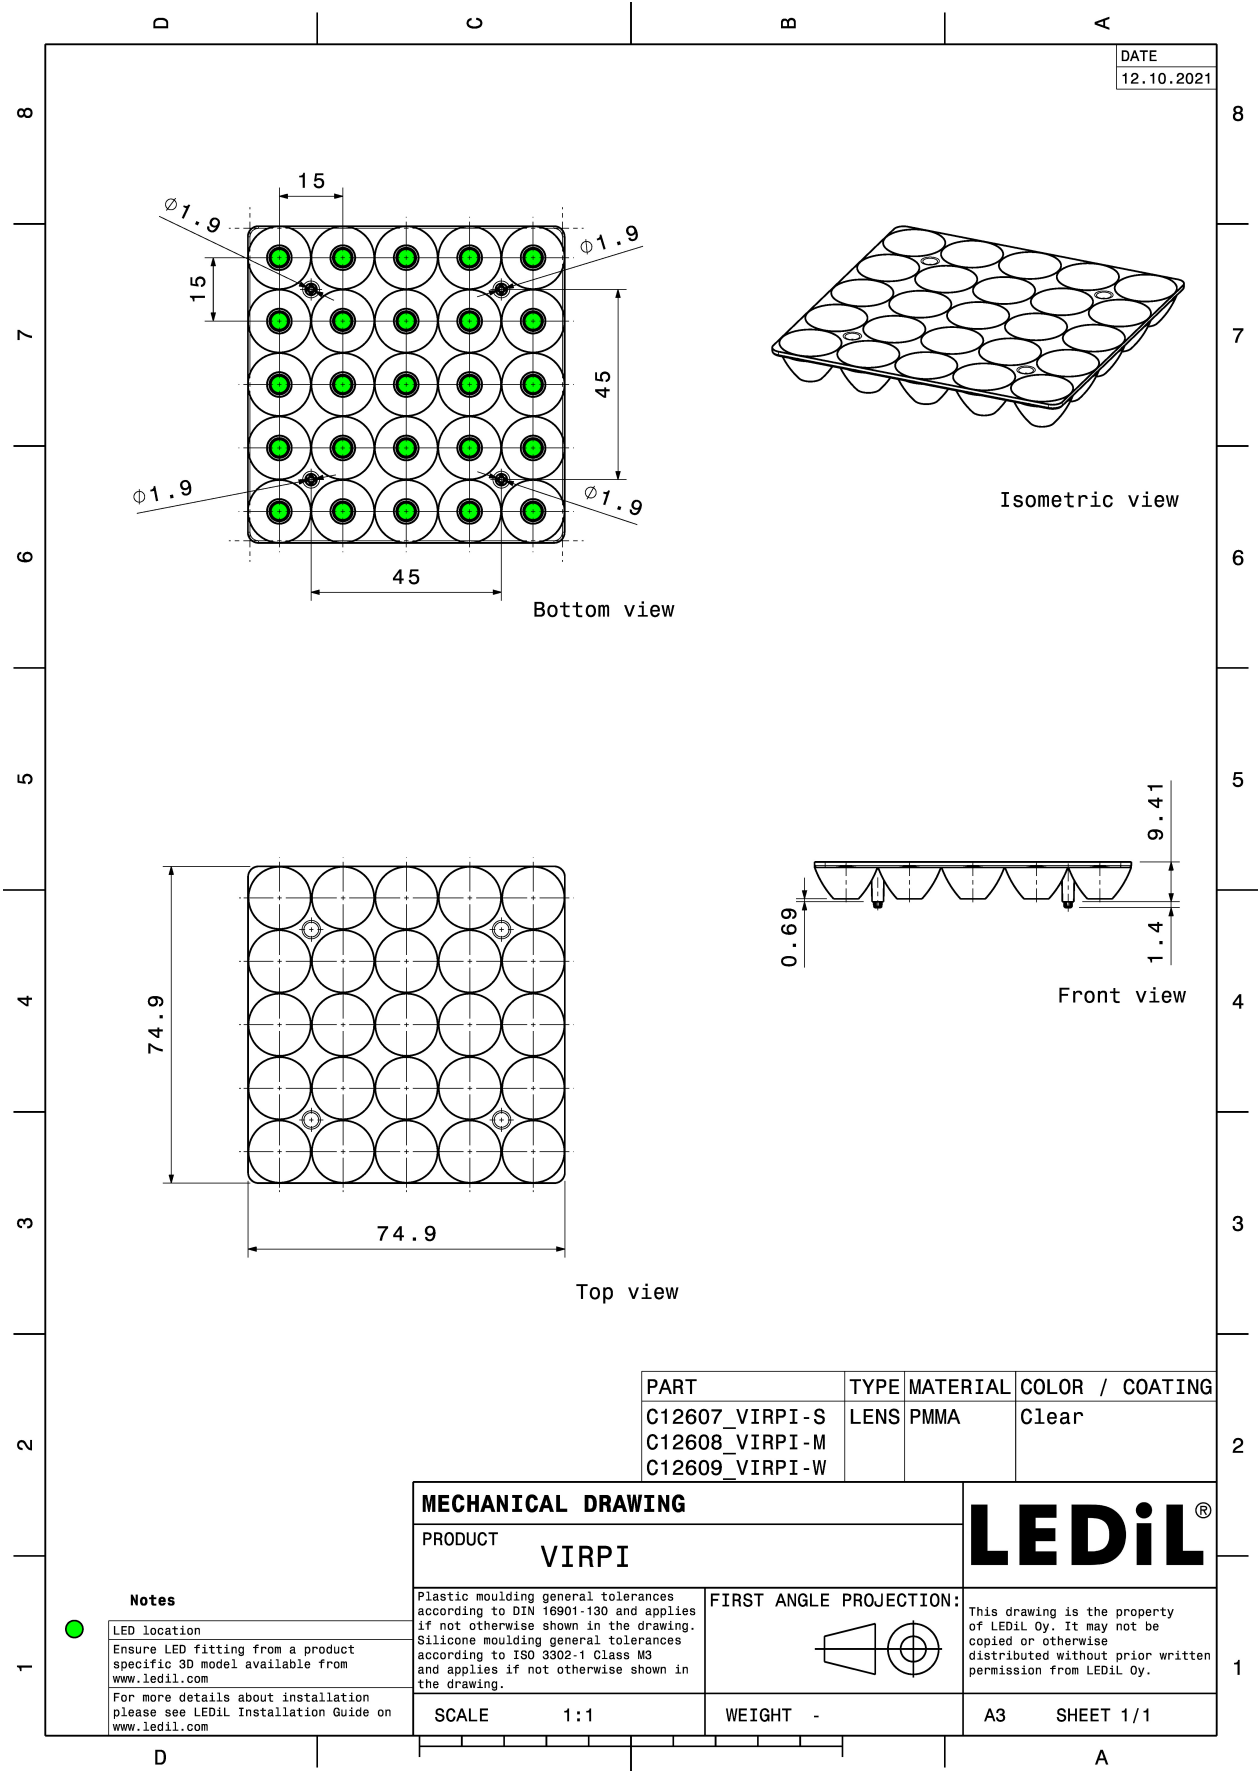 D C B A
DATE
12.10.2021
8 8
15
Ø1.9
Ø1.9
15
7 7
45
Ø1.9
Ø1.9
Isometric view
6 6
45
Bottom view
5 5
9.41
0.69
1.4
Front view
4 4
74.9
3 3
74.9
Top view
PART TYPE MATERIAL COLOR / COATING
C12607_VIRPI-S LENS PMMA Clear
C12608_VIRPI-M
C12609_VIRPI-W
2 2
MECHANICAL DRAWING
LEDiL®
PRODUCT
VIRPI
Notes
LED location
Ensure LED fitting from a product
specific 3D model available from
www.ledil.com
For more details about installation
please see LEDiL Installation Guide on
www.ledil.com
Plastic moulding general tolerances
according to DIN 16901-130 and applies
if not otherwise shown in the drawing.
Silicone moulding general tolerances
according to ISO 3302-1 Class M3
and applies if not otherwise shown in
the drawing.
FIRST ANGLE PROJECTION:
This drawing is the property
of LEDiL Oy. It may not be
copied or otherwise
distributed without prior written
permission from LEDiL Oy.
1 1
SCALE 1:1
WEIGHT -
A3 SHEET 1/1
D A